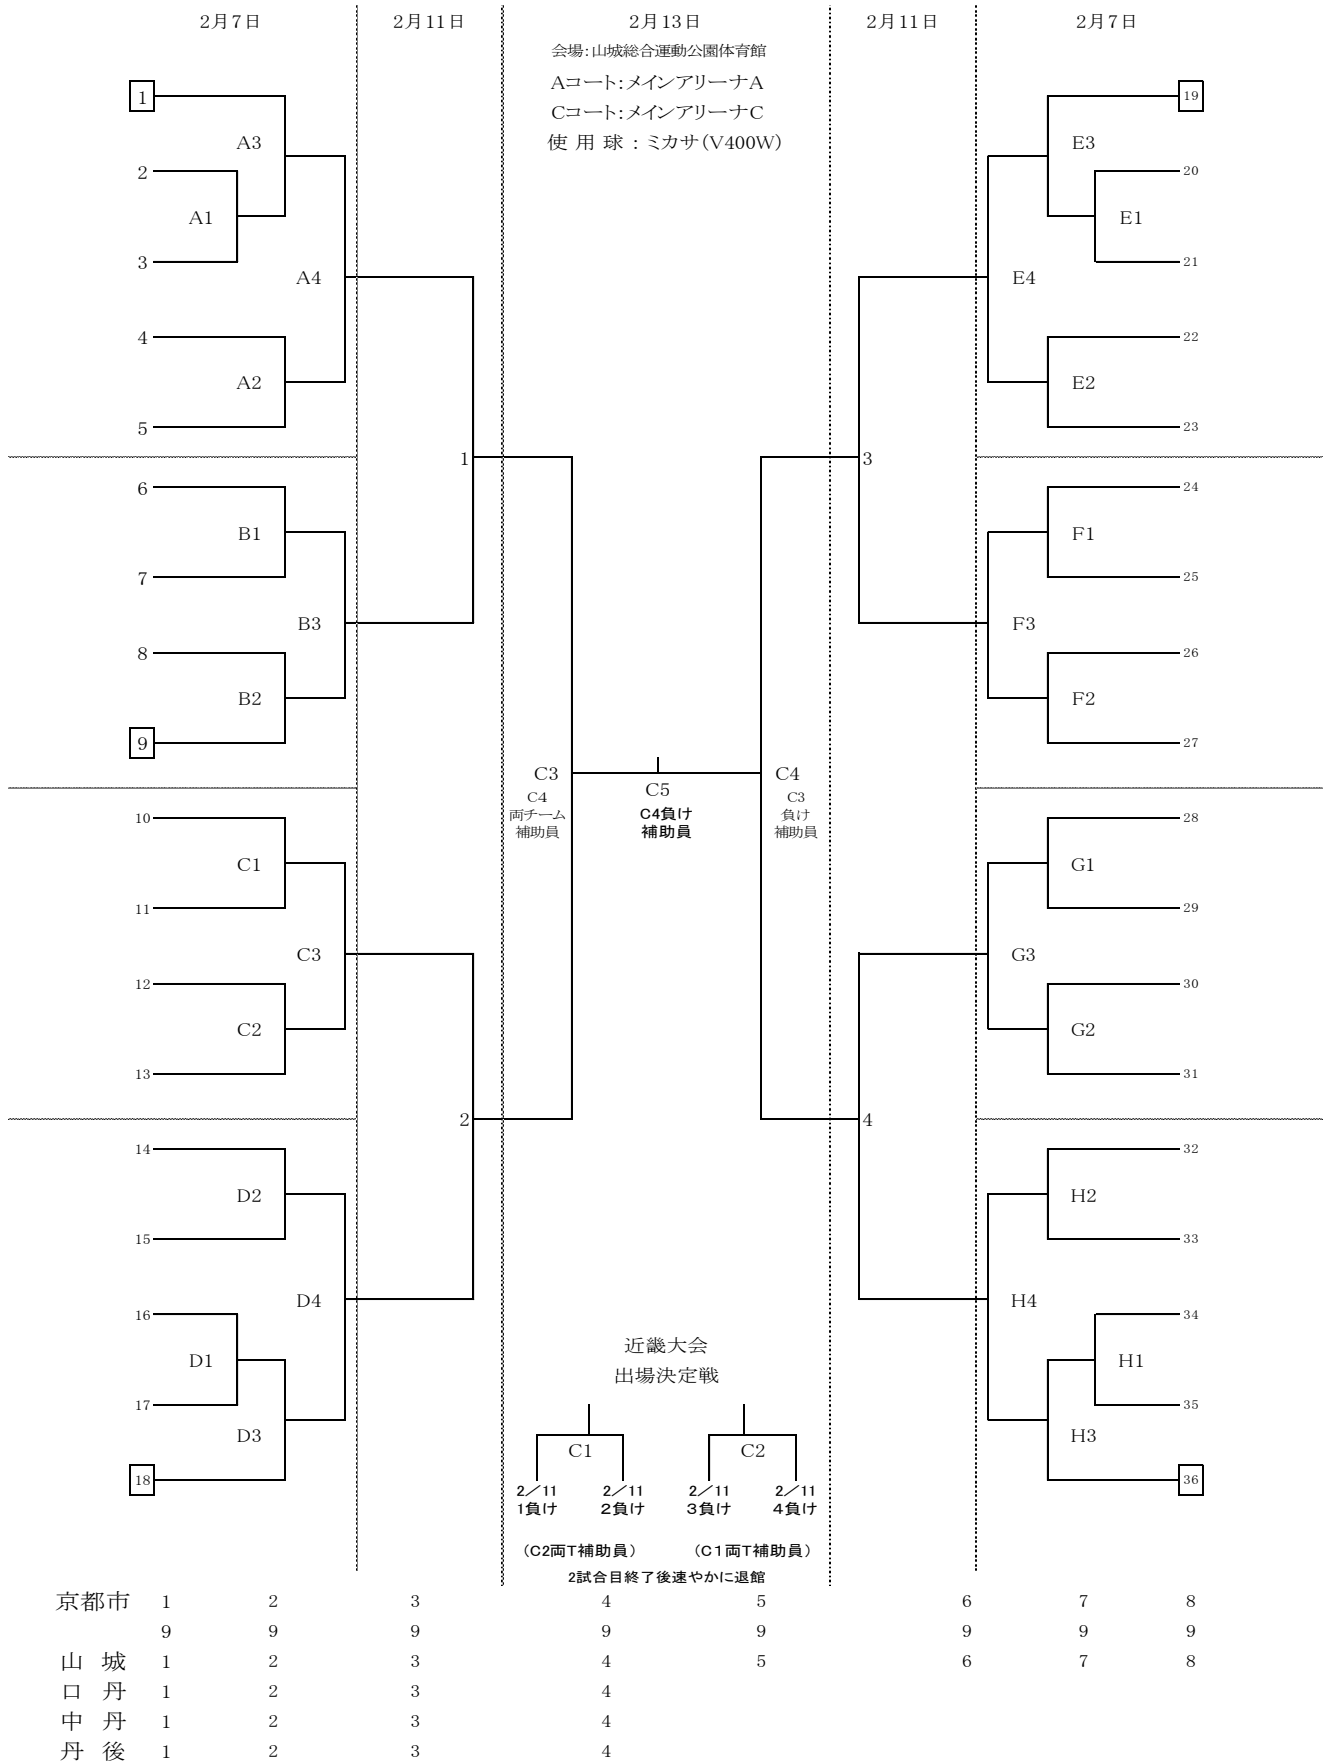 2月7日 2月11日 2月13日 2月11日 2月7日
会場:山城総合運動公園体育館
Aコート:メインアリーナA
Cコート:メインアリーナC
使 用 球 : ミカサ(V400W)
1 19
A3 E3
2 20
A1 E1
3 21
A4 E4
4 22
A2 E2
5 23
1 3
6 24
B1 F1
7 25
B3 F3
8 26
B2 F2
9 27
C3 C4
C5
C4 C3
両チーム C4負け 負け
補助員 補助員 補助員
10 28
C1 G1
11 29
C3 G3
12 30
C2 G2
13 31
2 4
14 32
D2 H2
15 33
D4 H4
16 34
近畿大会
D1 H1
出場決定戦
17 35
D3 H3
C1 C2
18 36
2/11 2/11 2/11 2/11
1負け 2負け 3負け 4負け
(C2両T補助員) (C1両T補助員)
2試合目終了後速やかに退館
京都市 1 2 3 4 5 6 7 8
9 9 9 9 9 9 9 9
山 城 1 2 3 4 5 6 7 8
口 丹 1 2 3 4
中 丹 1 2 3 4
丹 後 1 2 3 4